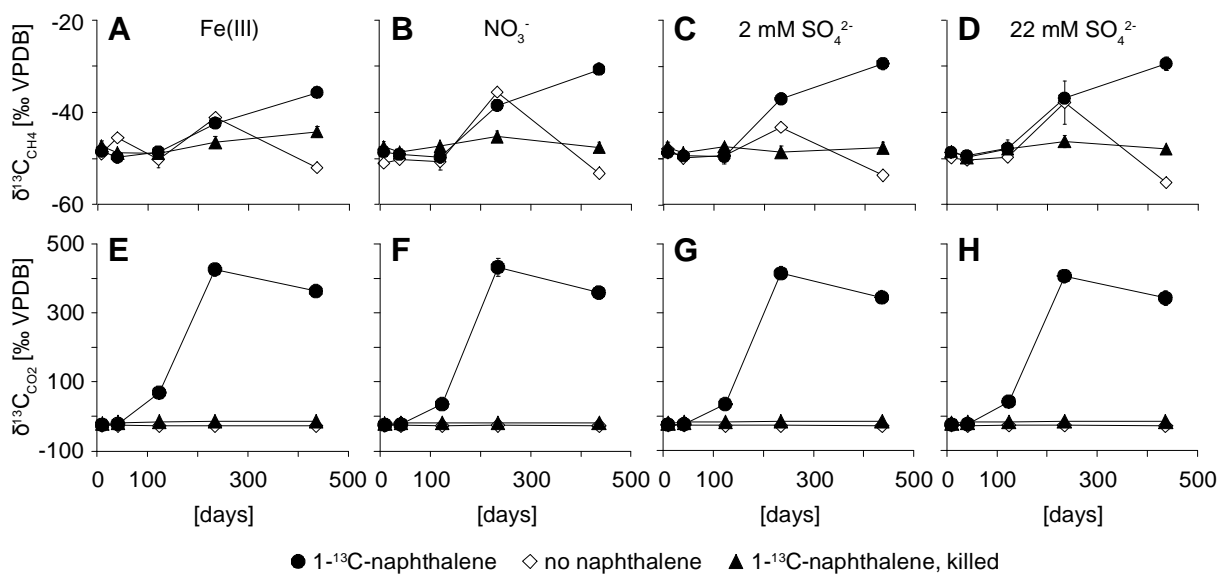 A Fe(III)
B NO₃⁻
C 2 mM SO₄²⁻
D 22 mM SO₄²⁻
δ¹³C_CH4 [‰ VPDB]
-20
-40
-60
E
F
G
H
δ¹³C_CO2 [‰ VPDB]
500
300
100
-100
0 100 300 500
0 100 300 500
0 100 300 500
0 100 300 500
[days] [days] [days] [days]
● 1-¹³C-naphthalene ◇ no naphthalene ▲ 1-¹³C-naphthalene, killed